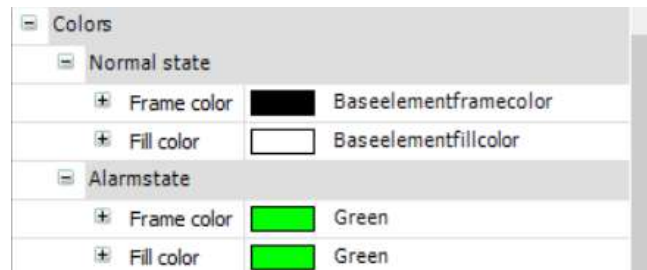 Colors
Normal state
Frame color Baseelementframecolor
Fill color Baseelementfillcolor
Alarmstate
Frame color Green
Fill color Green